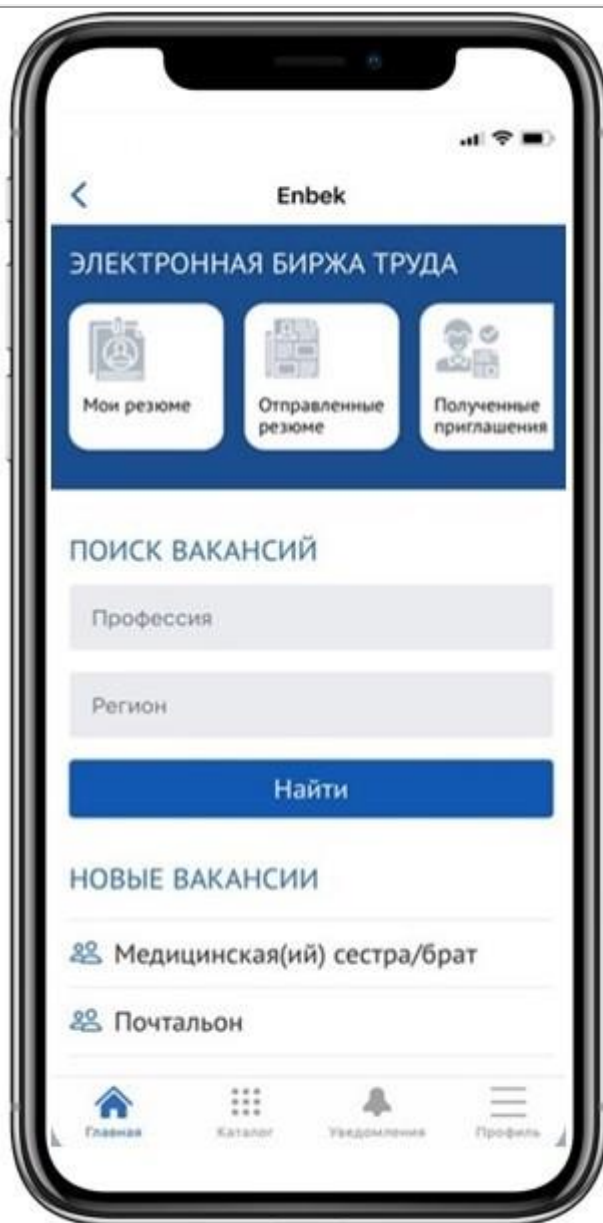 Enbek
ЭЛЕКТРОННАЯ БИРЖА ТРУДА
Мои резюме
Отправленные
резюме
Полученные
приглашения
ПОИСК ВАКАНСИЙ
Профессия
Регион
Найти
НОВЫЕ ВАКАНСИИ
Медицинская(ий) сестра/брат
Почтальон
Главная
Каталог
Уведомления
Профиль